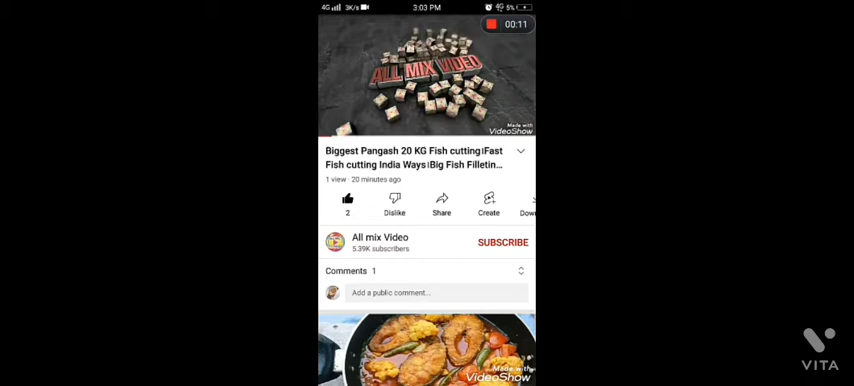 4G 3K/s 3:03 PM 4G 5%
00:11
ALL MIX VIDEO
Made with
VideoShow
Biggest Pangash 20 KG Fish cutting।Fast
Fish cutting India Ways।Big Fish Filletin...
1 view · 20 minutes ago
2 Dislike Share Create Down
All mix Video
5.39K subscribers
SUBSCRIBE
Comments 1
Add a public comment...
Made with
VideoShow
VITA